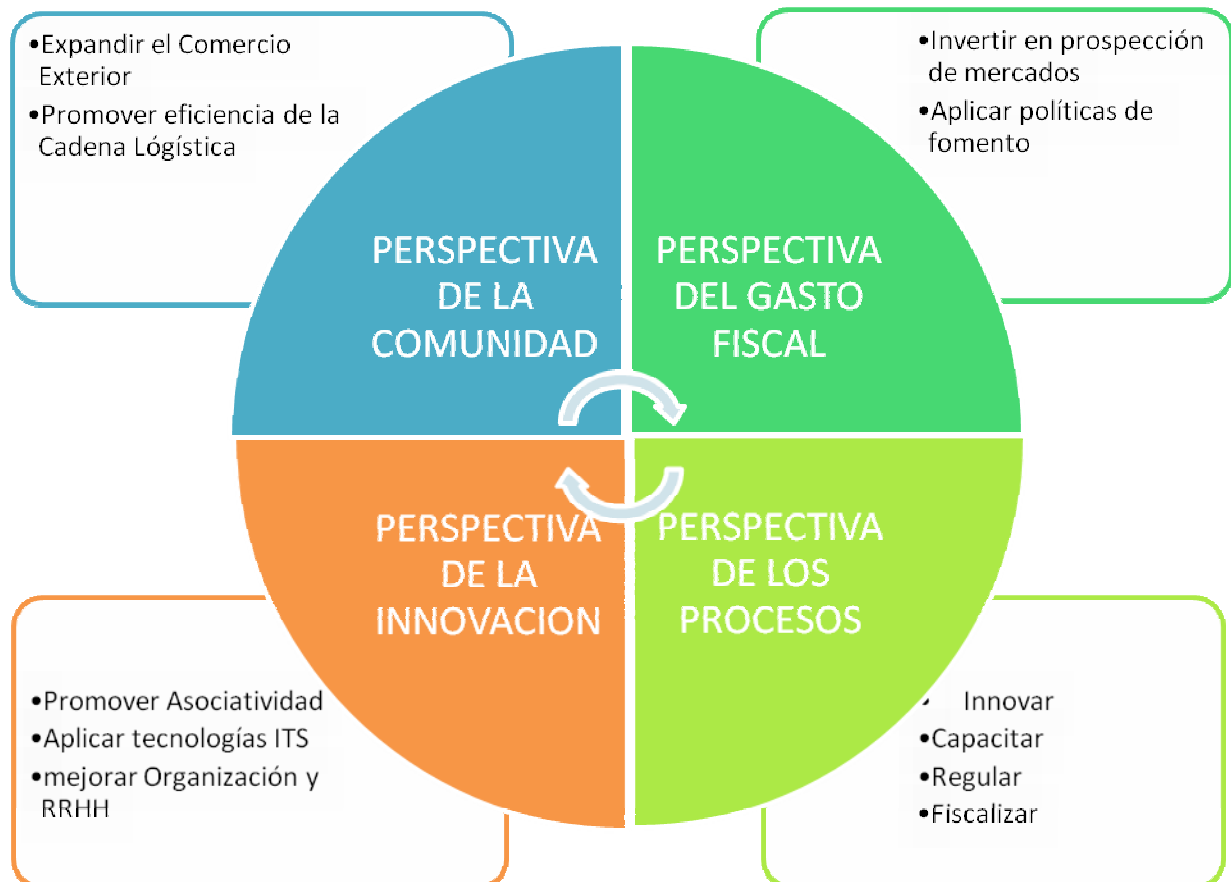 •Expandir el Comercio
Exterior
•Promover eficiencia de la
Cadena Lógística
•Invertir en prospección
de mercados
•Aplicar políticas de
fomento
PERSPECTIVA
DE LA
COMUNIDAD
PERSPECTIVA
DEL GASTO
FISCAL
PERSPECTIVA
DE LA
INNOVACION
PERSPECTIVA
DE LOS
PROCESOS
•Promover Asociatividad
•Aplicar tecnologías ITS
•mejorar Organización y
RRHH
• Innovar
•Capacitar
•Regular
•Fiscalizar